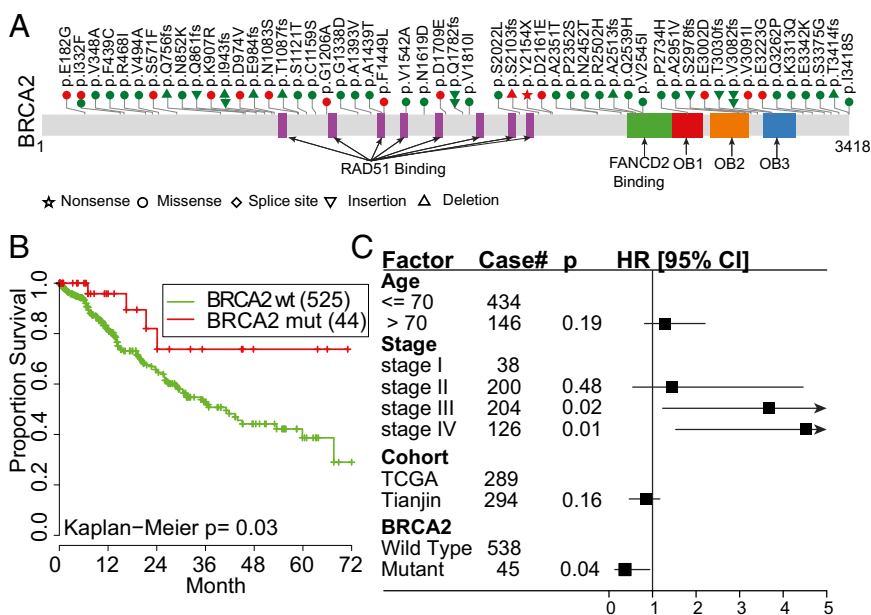 A
p.E182G
p.I332F
p.V348A
p.F439C
p.R468I
p.V494A
p.S571F
p.Q756fs
p.N852K
p.Q861fs
p.K907R
p.I943fs
p.D974V
p.E984fs
p.N1083S
p.T1087fs
p.S1121T
p.C1159S
p.G1206A
p.G1338D
p.A1393V
p.A1439T
p.F1449L
p.V1542A
p.N1619D
p.D1709E
p.Q1782fs
p.V1810I
p.S2022L
p.S2103fs
p.Y2154X
p.D2161E
p.A2351T
p.P2352S
p.N2452T
p.R2502H
p.A2513fs
p.Q2539H
p.V2545I
p.P2734H
p.A2951V
p.S2978fs
p.E3002D
p.T3030fs
p.V3082fs
p.V3091I
p.E3223G
p.Q3262P
p.K3313Q
p.E3342K
p.S3375G
p.T3414fs
p.I3418S
BRCA2
1
3418
RAD51 Binding
FANCD2 Binding
OB1
OB2
OB3
Nonsense Missense Splice site Insertion Deletion
B
Proportion Survival
1.0
0.8
0.6
0.4
0.2
0.0
BRCA2 wt (525)
BRCA2 mut (44)
Kaplan-Meier p= 0.03
0 12 24 36 48 60 72
Month
C
Factor Case# p HR [95% CI]
Age
<= 70 434
> 70 146 0.19
Stage
stage I 38
stage II 200 0.48
stage III 204 0.02
stage IV 126 0.01
Cohort
TCGA 289
Tianjin 294 0.16
BRCA2
Wild Type 538
Mutant 45 0.04
0 1 2 3 4 5